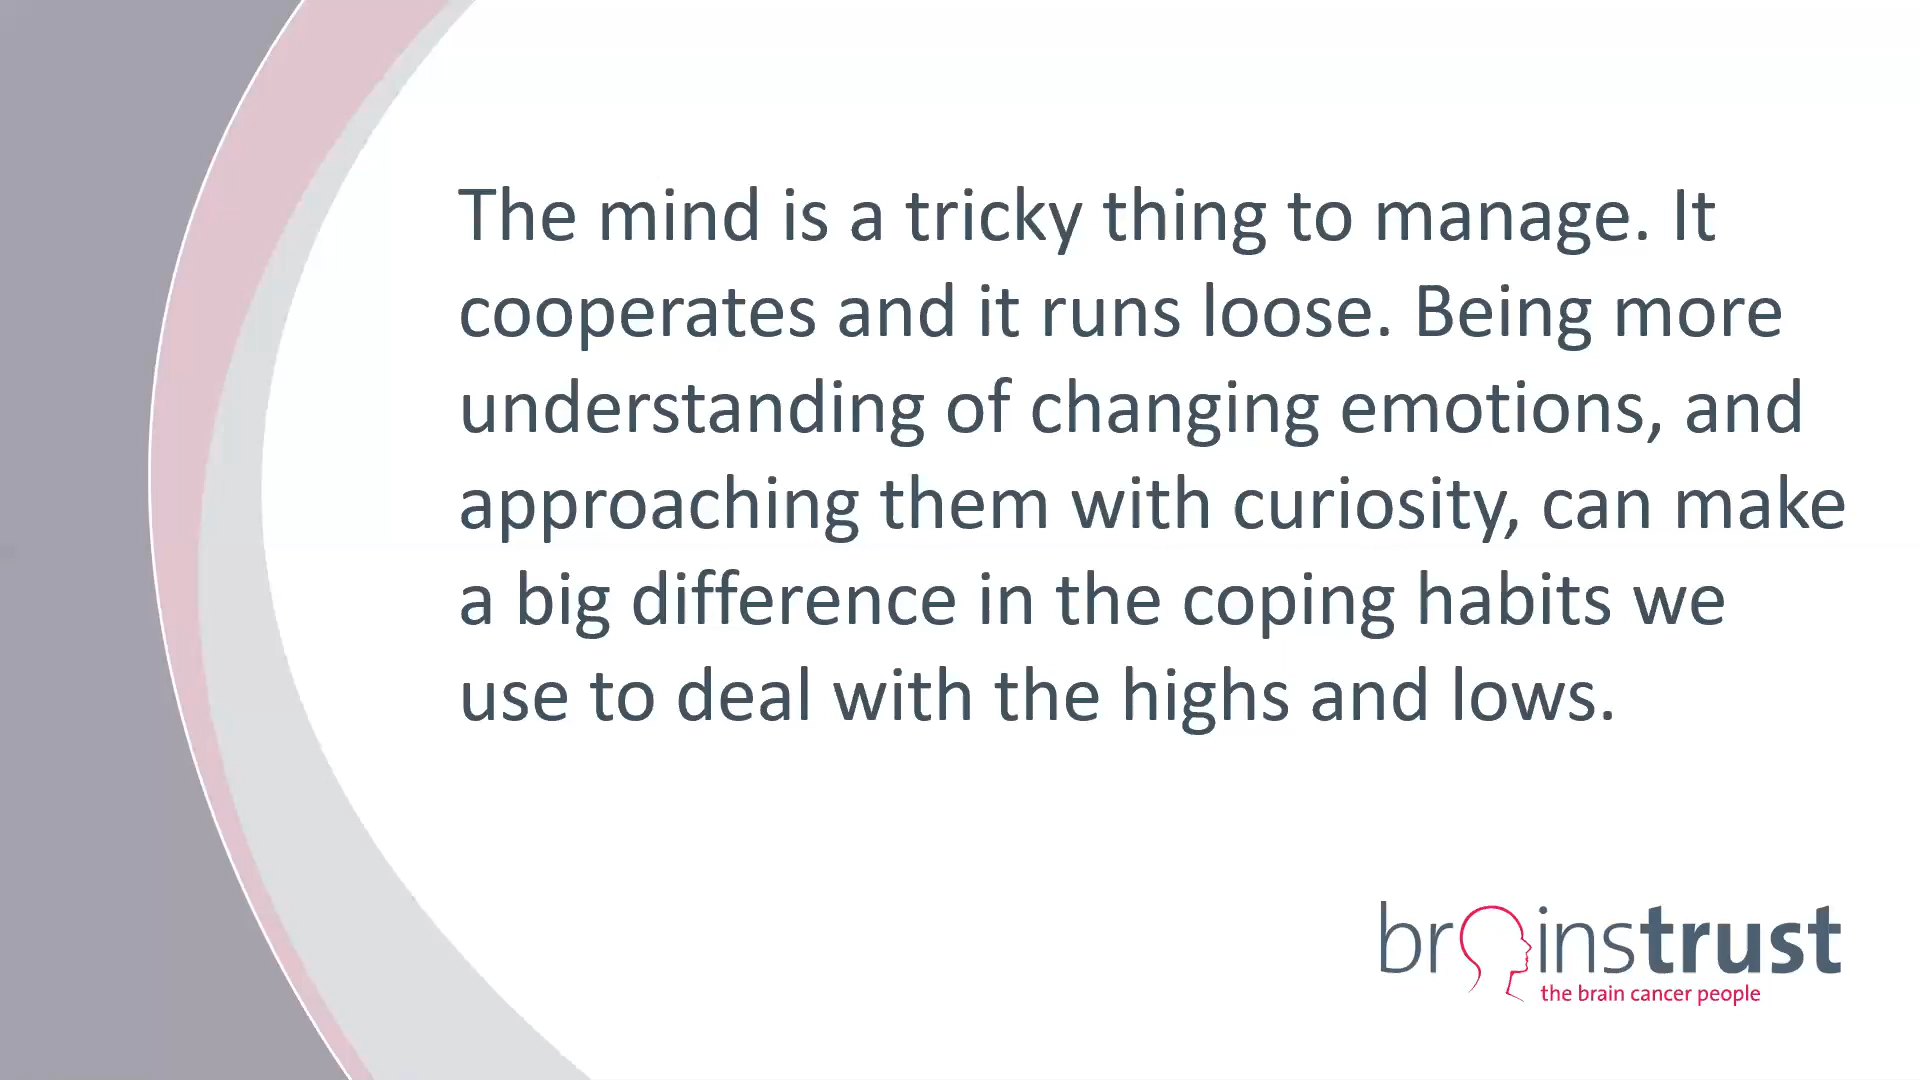 The mind is a tricky thing to manage. It
cooperates and it runs loose. Being more
understanding of changing emotions, and
approaching them with curiosity, can make
a big difference in the coping habits we
use to deal with the highs and lows.
brainstrust
the brain cancer people